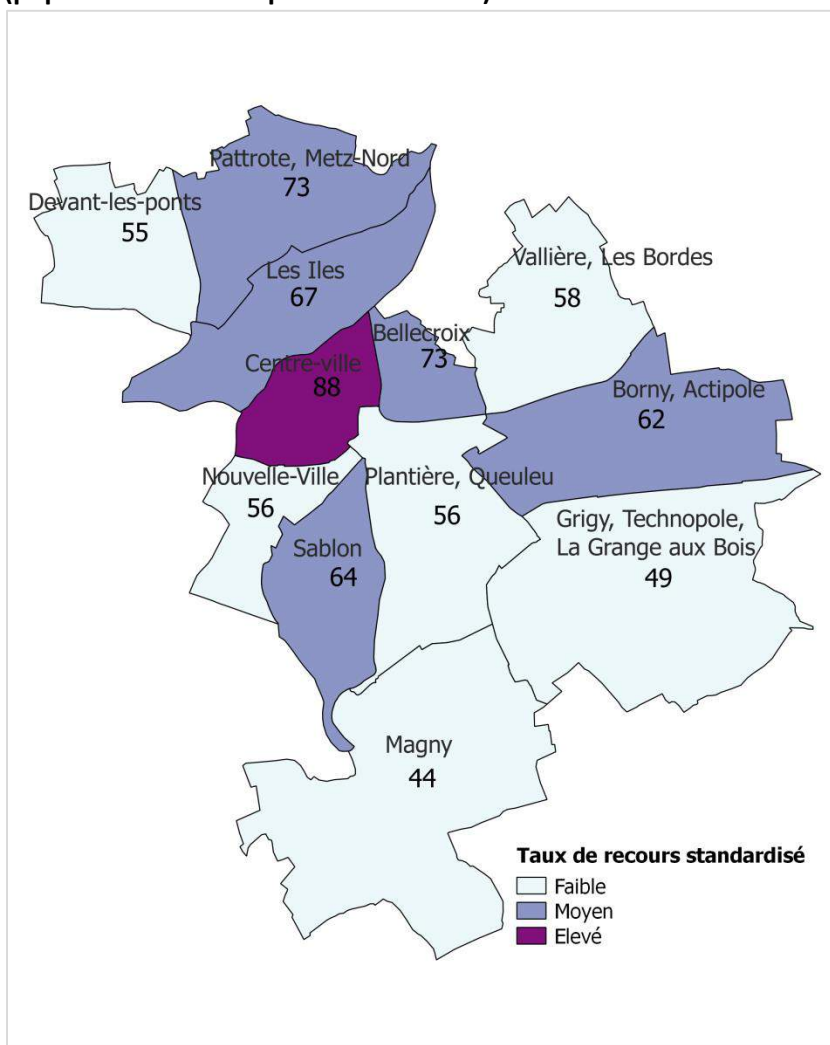 Pattrote, Metz-Nord
73
Devant-les-ponts
55
Les Iles
67
Vallière, Les Bordes
58
Bellecroix
73
Centre-ville
88
Borny, Actipole
62
Nouvelle-Ville
56
Plantière, Queuleu
56
Grigy, Technopole,
La Grange aux Bois
49
Sablon
64
Magny
44
Taux de recours standardisé
Faible
Moyen
Elevé